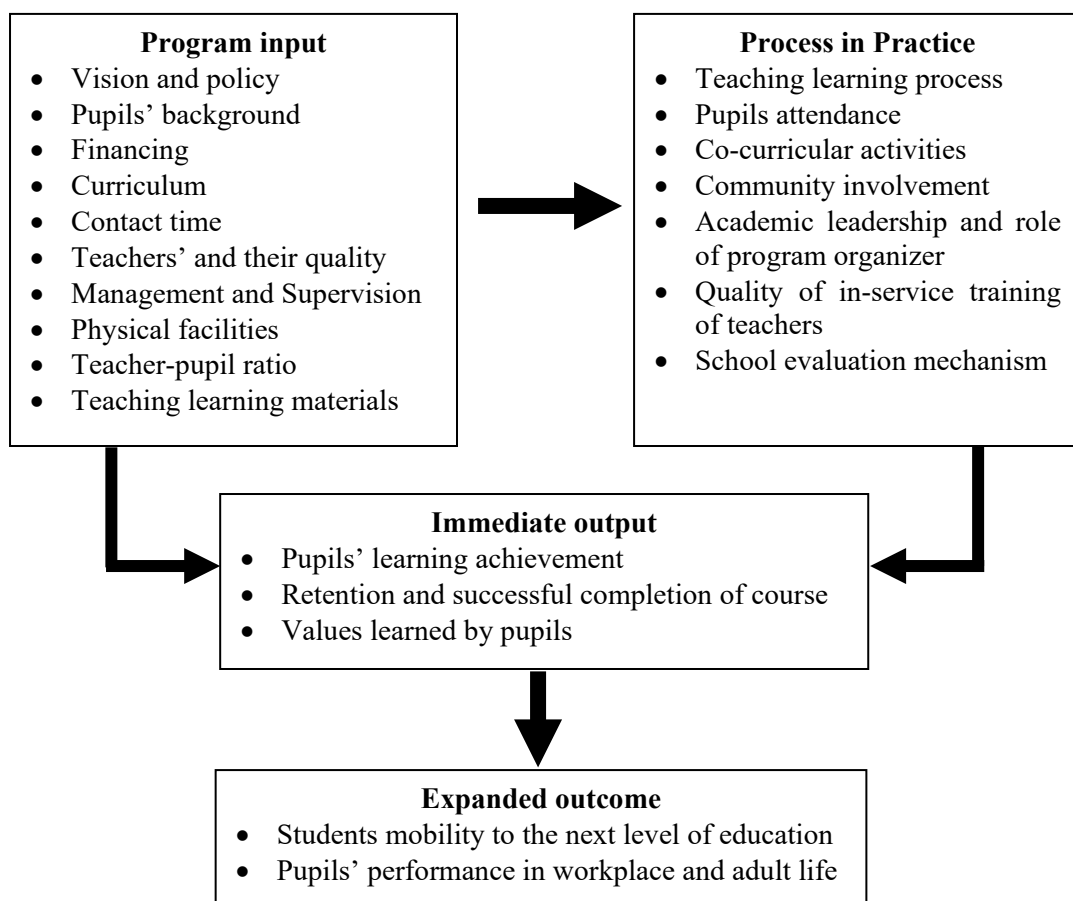 Program input
• Vision and policy
• Pupils’ background
• Financing
• Curriculum
• Contact time
• Teachers’ and their quality
• Management and Supervision
• Physical facilities
• Teacher-pupil ratio
• Teaching learning materials
Process in Practice
• Teaching learning process
• Pupils attendance
• Co-curricular activities
• Community involvement
• Academic leadership and role
of program organizer
• Quality of in-service training
of teachers
• School evaluation mechanism
Immediate output
• Pupils’ learning achievement
• Retention and successful completion of course
• Values learned by pupils
Expanded outcome
• Students mobility to the next level of education
• Pupils’ performance in workplace and adult life